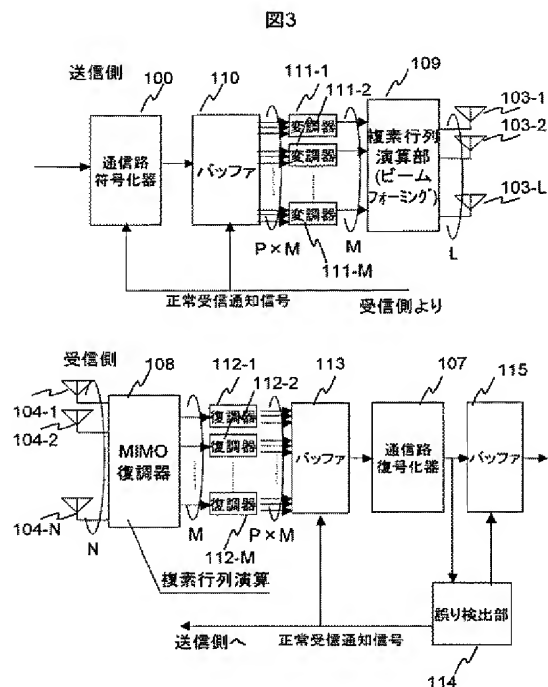 図3
送信側
100
110
111-1
111-2
109
103-1
103-2
通信路
符号化器
バッファ
変調器
変調器
変調器
複素行列
演算部
(ビーム
フォーミング)
103-L
P×M
M
L
111-M
正常受信通知信号
受信側より
受信側
108
112-1
112-2
113
107
115
104-1
104-2
MIMO
復調器
復調器
復調器
復調器
バッファ
通信路
復号化器
バッファ
104-N
N
M
P×M
112-M
複素行列演算
誤り検出部
送信側へ
正常受信通知信号
114